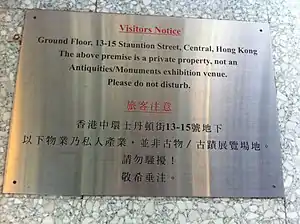 Visitors Notice
Ground Floor, 13-15 Staunton Street, Central, Hong Kong
The above premise is a private property, not an
Antiquities/Monuments exhibition venue.
Please do not disturb.
旅客注意
香港中環士丹頓街13-15號地下
以下物業乃私人產業，並非古物/古蹟展覽場地。
請勿騷擾！
敬希垂注。